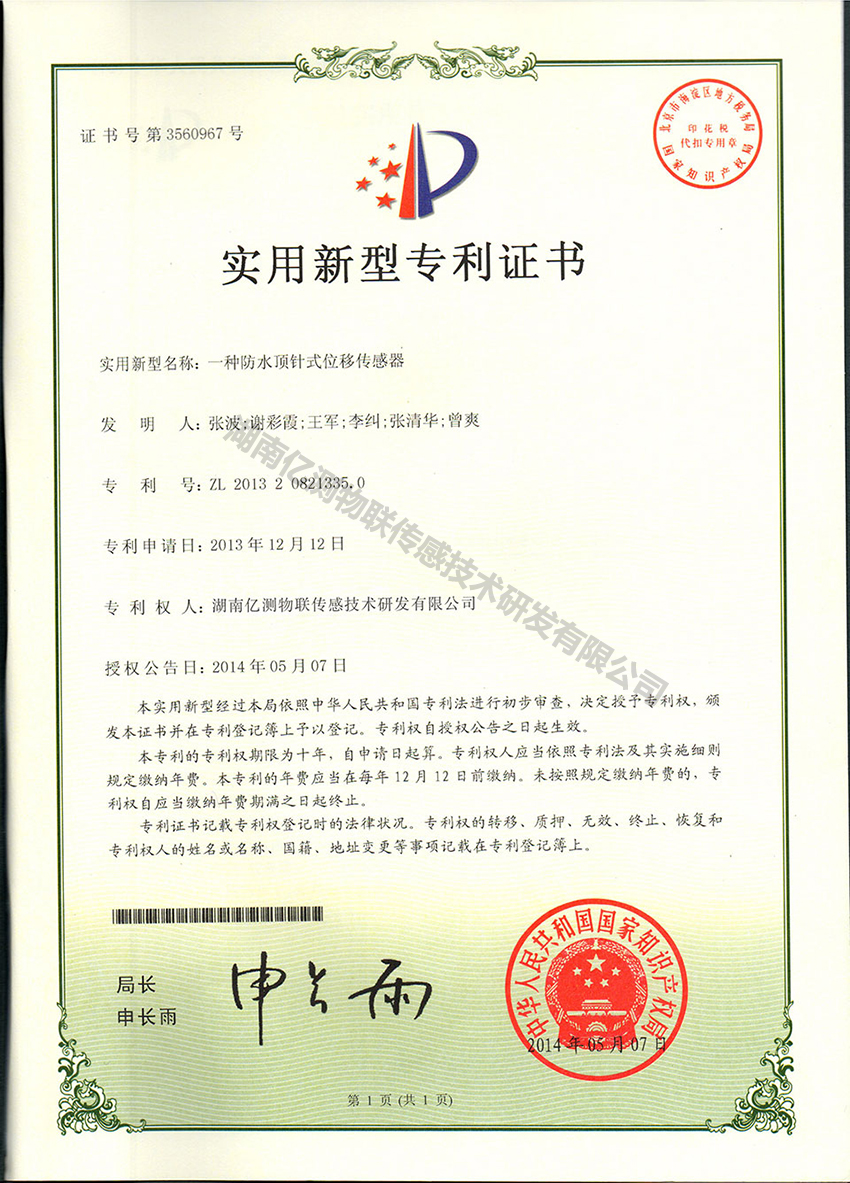 证书号第3560967号
北京市海淀区地方税务局
印花税
代扣专用章
国家知识产权局
实用新型专利证书
实用新型名称：一种防水顶针式位移传感器
发明人：张波;谢彩霞;王军;李纠;张清华;曾爽
专利号：ZL 2013 2 0821335.0
专利申请日：2013年12月12日
专利权人：湖南亿测物联传感技术研发有限公司
授权公告日：2014年05月07日
湖南亿测物联传感技术研发有限公司
本实用新型经过本局依照中华人民共和国专利法进行初步审查，决定授予专利权，颁
发本证书并在专利登记簿上予以登记。专利权自授权公告之日起生效。
本专利的专利权期限为十年，自申请日起算。专利权人应当依照专利法及其实施细则
规定缴纳年费。本专利的年费应当在每年12月12日前缴纳。未按照规定缴纳年费的，专
利权自应当缴纳年费期满之日起终止。
专利证书记载专利权登记时的法律状况。专利权的转移、质押、无效、终止、恢复和
专利权人的姓名或名称、国籍、地址变更等事项记载在专利登记簿上。
局长
申长雨
申长雨
中华人民共和国国家知识产权局
2014年05月07日
第1页(共1页)